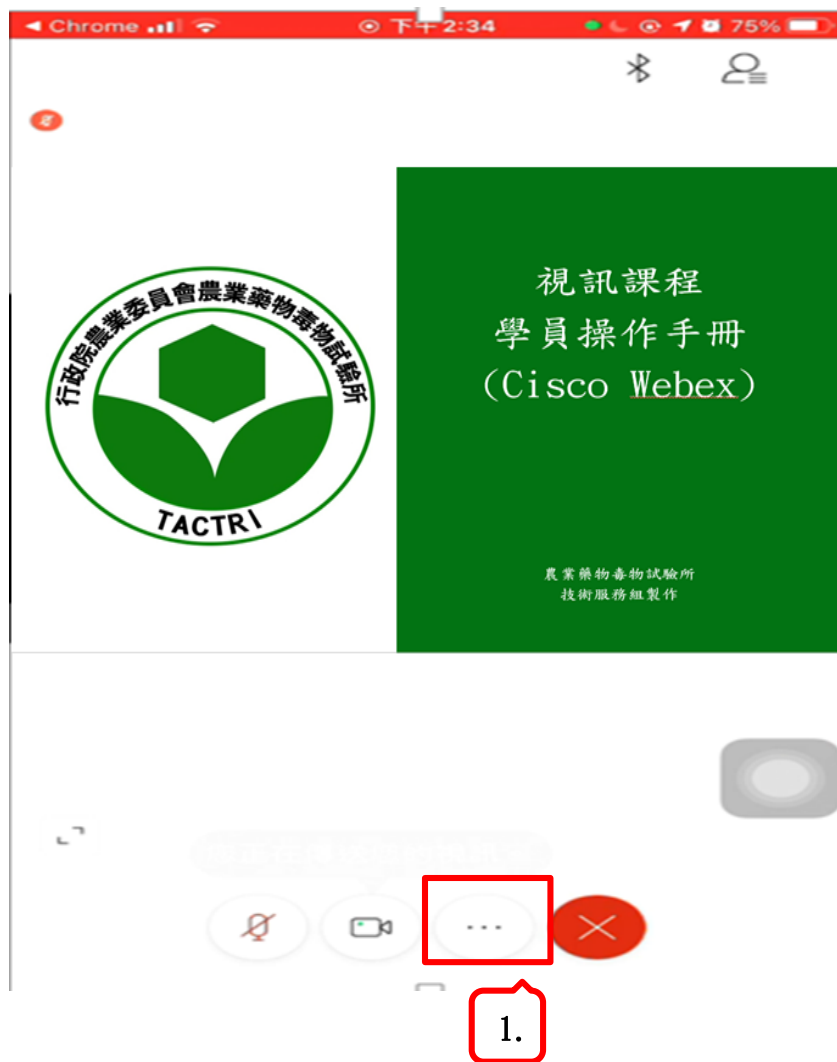 Chrome 下午2:34 75%
行政院農業委員會農業藥物毒物試驗所
TACTRI
視訊課程
學員操作手冊
(Cisco Webex)
農業藥物毒物試驗所
技術服務組製作
1.